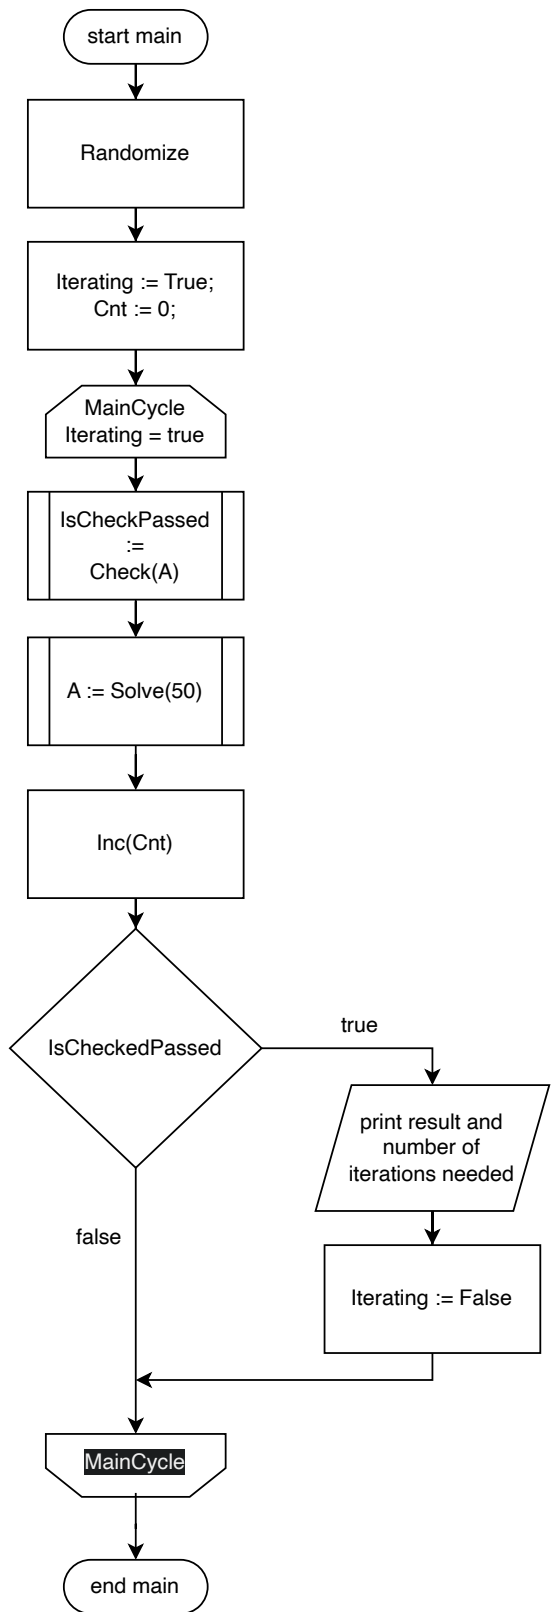 start main
Randomize
Iterating := True;
Cnt := 0;
MainCycle
Iterating = true
IsCheckPassed
:=
Check(A)
A := Solve(50)
Inc(Cnt)
IsCheckedPassed
true
print result and
number of
iterations needed
false
Iterating := False
MainCycle
end main